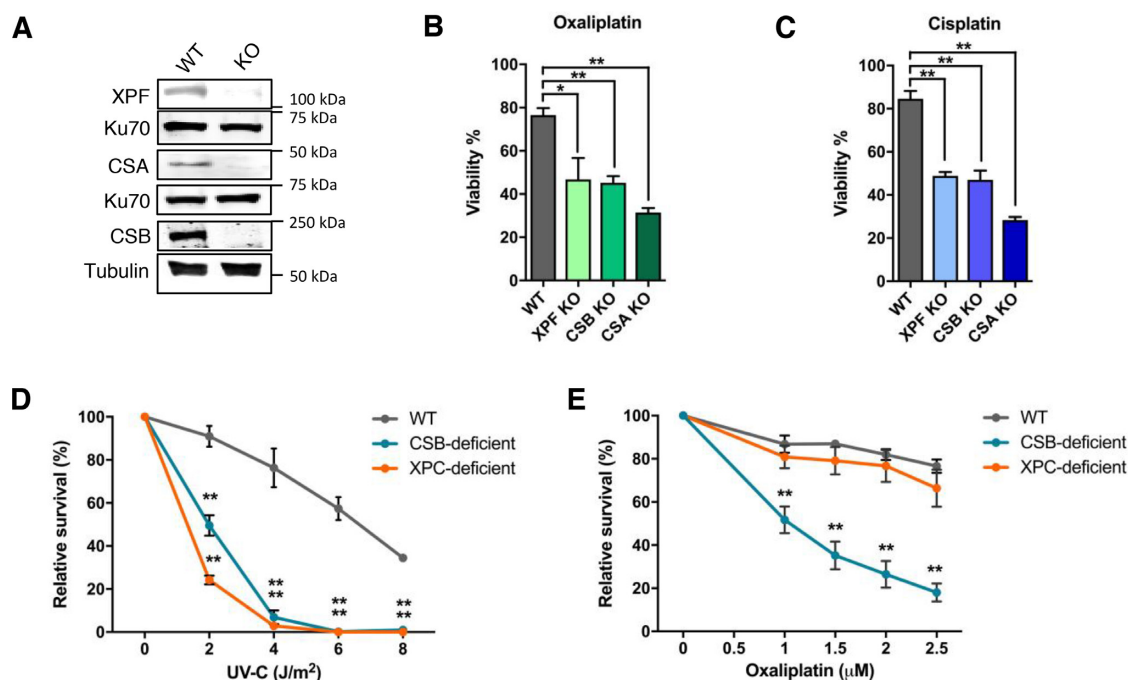 A
WT KO
XPF
100 kDa
75 kDa
Ku70
50 kDa
CSA
75 kDa
Ku70
250 kDa
CSB
Tubulin
50 kDa
B
Oxaliplatin
**
**
*
Viability %
100
80
60
40
20
0
WT
XPF KO
CSB KO
CSA KO
C
Cisplatin
**
**
**
Viability %
100
80
60
40
20
0
WT
XPF KO
CSB KO
CSA KO
D
WT
CSB-deficient
XPC-deficient
Relative survival (%)
100
80
60
40
20
0
**
**
**
**
**
**
**
**
0 2 4 6 8
UV-C (J/m²)
E
WT
CSB-deficient
XPC-deficient
Relative survival (%)
100
80
60
40
20
0
**
**
**
**
0 0.5 1 1.5 2 2.5
Oxaliplatin (μM)